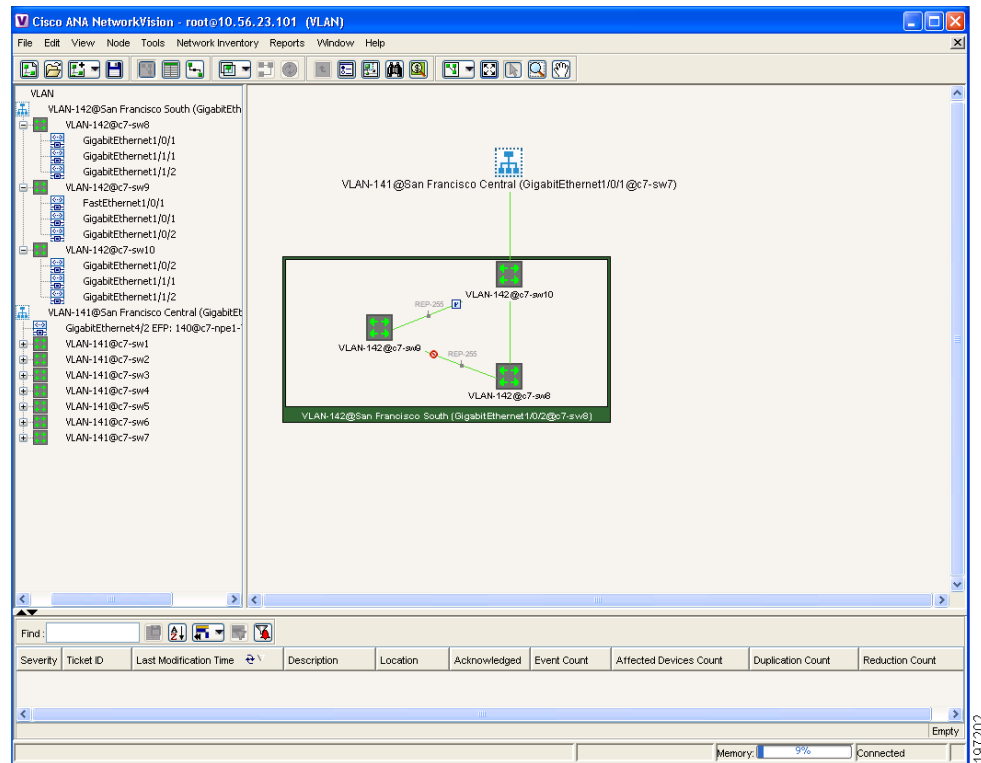 Cisco ANA NetworkVision - root@10.56.23.101 (VLAN)
File Edit View Node Tools Network Inventory Reports Window Help
VLAN
VLAN-142@San Francisco South (GigabitEth
VLAN-142@c7-sw8
GigabitEthernet1/0/1
GigabitEthernet1/1/1
GigabitEthernet1/1/2
VLAN-142@c7-sw9
FastEthernet1/0/1
GigabitEthernet1/0/1
GigabitEthernet1/0/2
VLAN-142@c7-sw10
GigabitEthernet1/0/2
GigabitEthernet1/1/1
GigabitEthernet1/1/2
VLAN-141@San Francisco Central (GigabitEt
GigabitEthernet4/2 EFP: 140@c7-npe1-
VLAN-141@c7-sw1
VLAN-141@c7-sw2
VLAN-141@c7-sw3
VLAN-141@c7-sw4
VLAN-141@c7-sw5
VLAN-141@c7-sw6
VLAN-141@c7-sw7
VLAN-141@San Francisco Central (GigabitEthernet1/0/1@c7-sw7)
VLAN-142@c7-sw10
REP-255
VLAN-142@c7-sw9
REP-255
VLAN-142@c7-sw8
VLAN-142@San Francisco South (GigabitEthernet1/0/2@c7-sw8)
Find :
Severity Ticket ID Last Modification Time Description Location Acknowledged Event Count Affected Devices Count Duplication Count Reduction Count
Empty
Memory: 9% Connected
197202